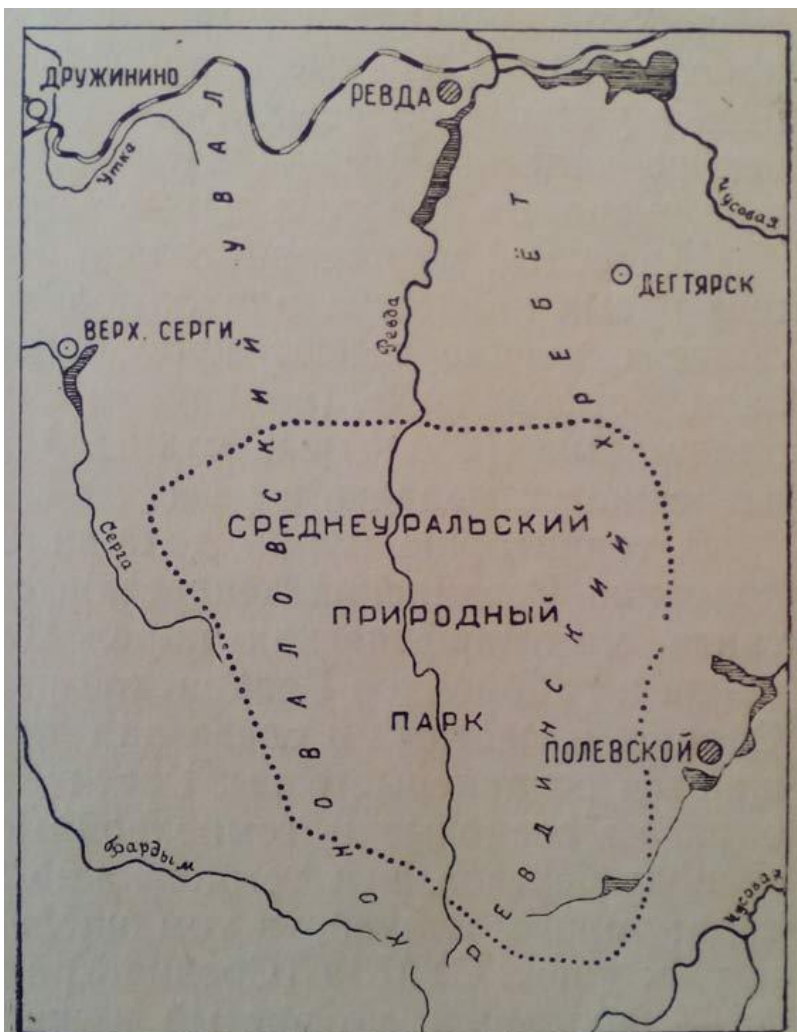 ДРУЖИНИНО
РЕВДА
Утка
Чусовая
ДЕГТЯРСК
Ревда
ВЕРХ. СЕРГИ
КОНОВАЛОВСКИЙ УВАЛ
РЕВДИНСКИЙ ХРЕБЁТ
СРЕДНЕУРАЛЬСКИЙ
ПРИРОДНЫЙ
ПАРК
Серга
ПОЛЕВСКОЙ
Бардым
Чусовая